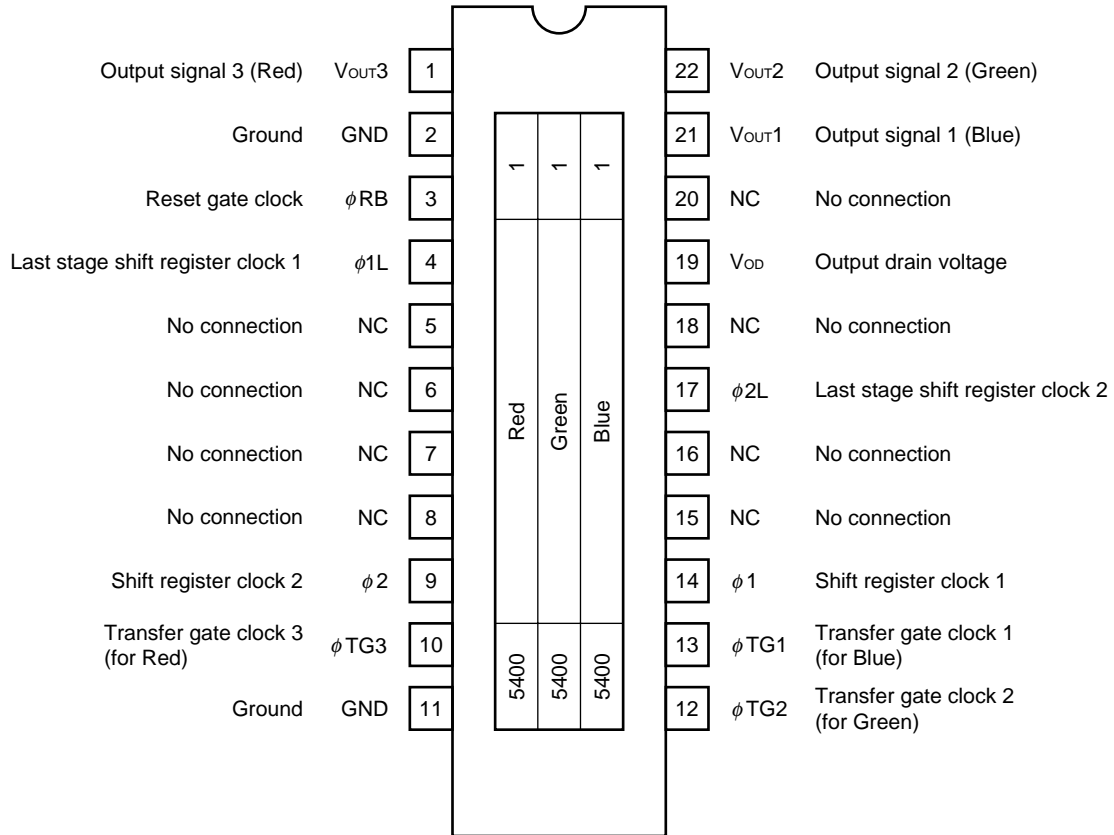 Output signal 3 (Red) VOUT3 1
Ground GND 2
Reset gate clock ϕRB 3
Last stage shift register clock 1 ϕ1L 4
No connection NC 5
No connection NC 6
No connection NC 7
No connection NC 8
Shift register clock 2 ϕ2 9
Transfer gate clock 3
(for Red) ϕTG3 10
Ground GND 11
1 1 1
Red Green Blue
5400 5400 5400
22 VOUT2 Output signal 2 (Green)
21 VOUT1 Output signal 1 (Blue)
20 NC No connection
19 VOD Output drain voltage
18 NC No connection
17 ϕ2L Last stage shift register clock 2
16 NC No connection
15 NC No connection
14 ϕ1 Shift register clock 1
13 ϕTG1 Transfer gate clock 1
(for Blue)
12 ϕTG2 Transfer gate clock 2
(for Green)